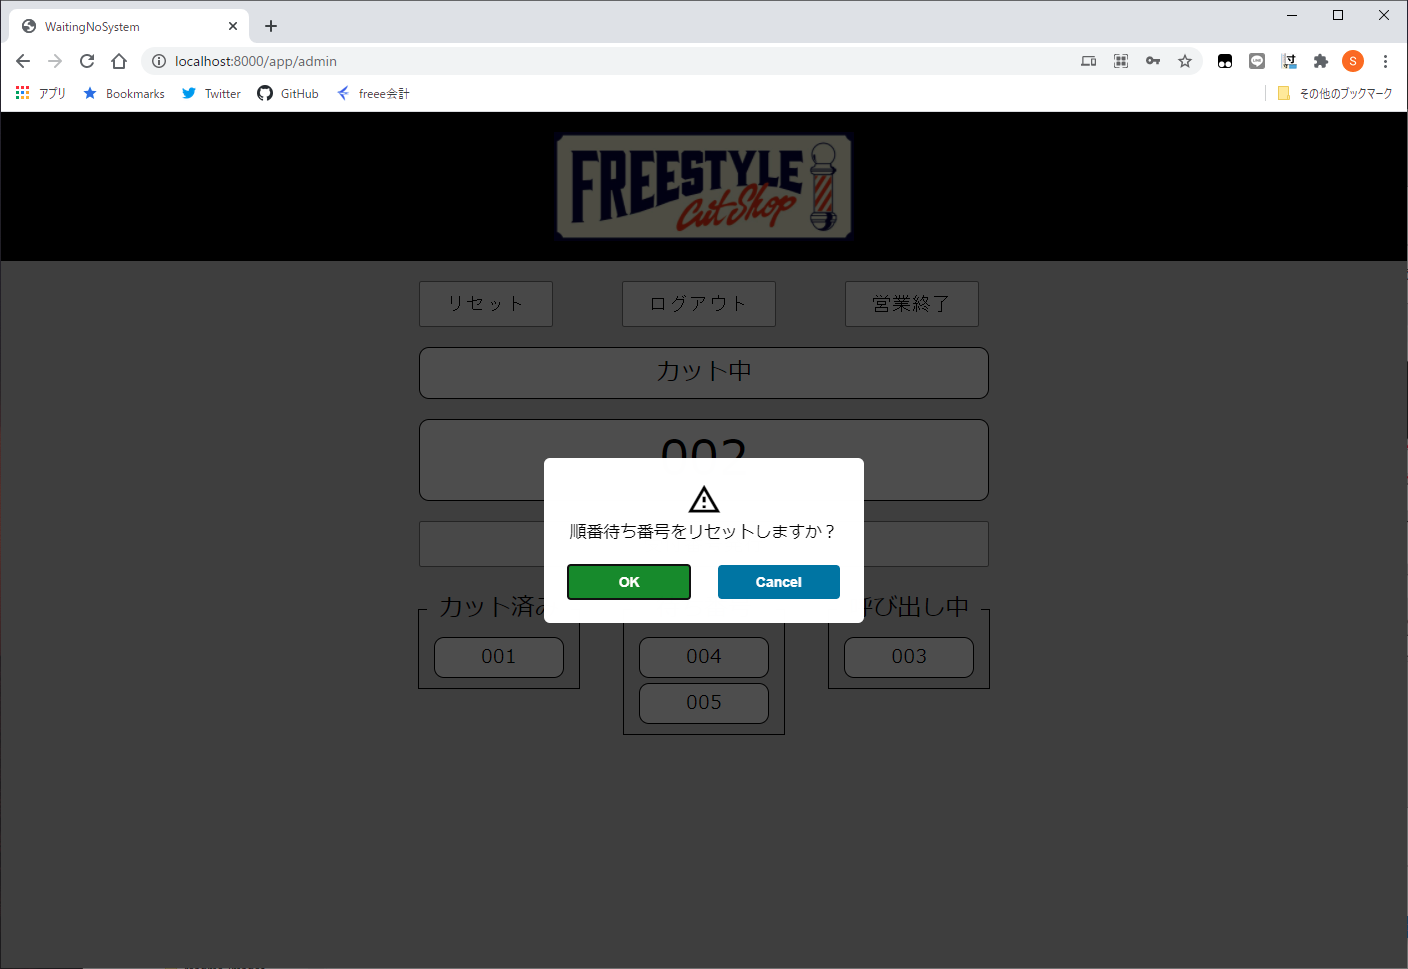 WaitingNoSystem
localhost:8000/app/admin
アプリ Bookmarks Twitter GitHub freee会計 その他のブックマーク
FREESTYLE
Cut Shop
リセット ログアウト 営業終了
カット中
002
順番待ち番号をリセットしますか？
OK Cancel
カット済み 呼び出し中
001 004 003
005